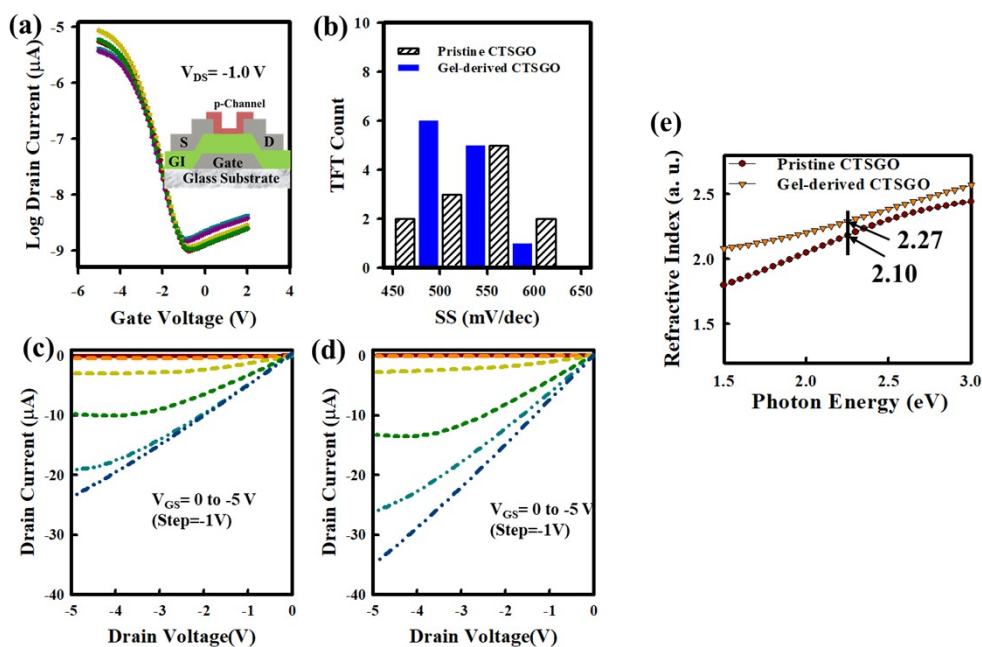 (a)
Log Drain Current (μA)
-5
-6
-7
-8
-9
V_DS= -1.0 V
p-Channel
S
D
GI
Gate
Glass Substrate
-6 -4 -2 0 2 4
Gate Voltage (V)
(b)
TFT Count
10
8
6
4
2
0
Pristine CTSGO
Gel-derived CTSGO
450 500 550 600 650
SS (mV/dec)
(c)
Drain Current (μA)
0
-10
-20
-30
-40
V_GS= 0 to -5 V
(Step=-1V)
-5 -4 -3 -2 -1 0
Drain Voltage(V)
(d)
Drain Current (μA)
0
-10
-20
-30
-40
V_GS= 0 to -5 V
(Step=-1V)
-5 -4 -3 -2 -1 0
Drain Voltage(V)
(e)
Refractive Index (a. u.)
2.5
2.0
1.5
Pristine CTSGO
Gel-derived CTSGO
2.27
2.10
1.5 2.0 2.5 3.0
Photon Energy (eV)